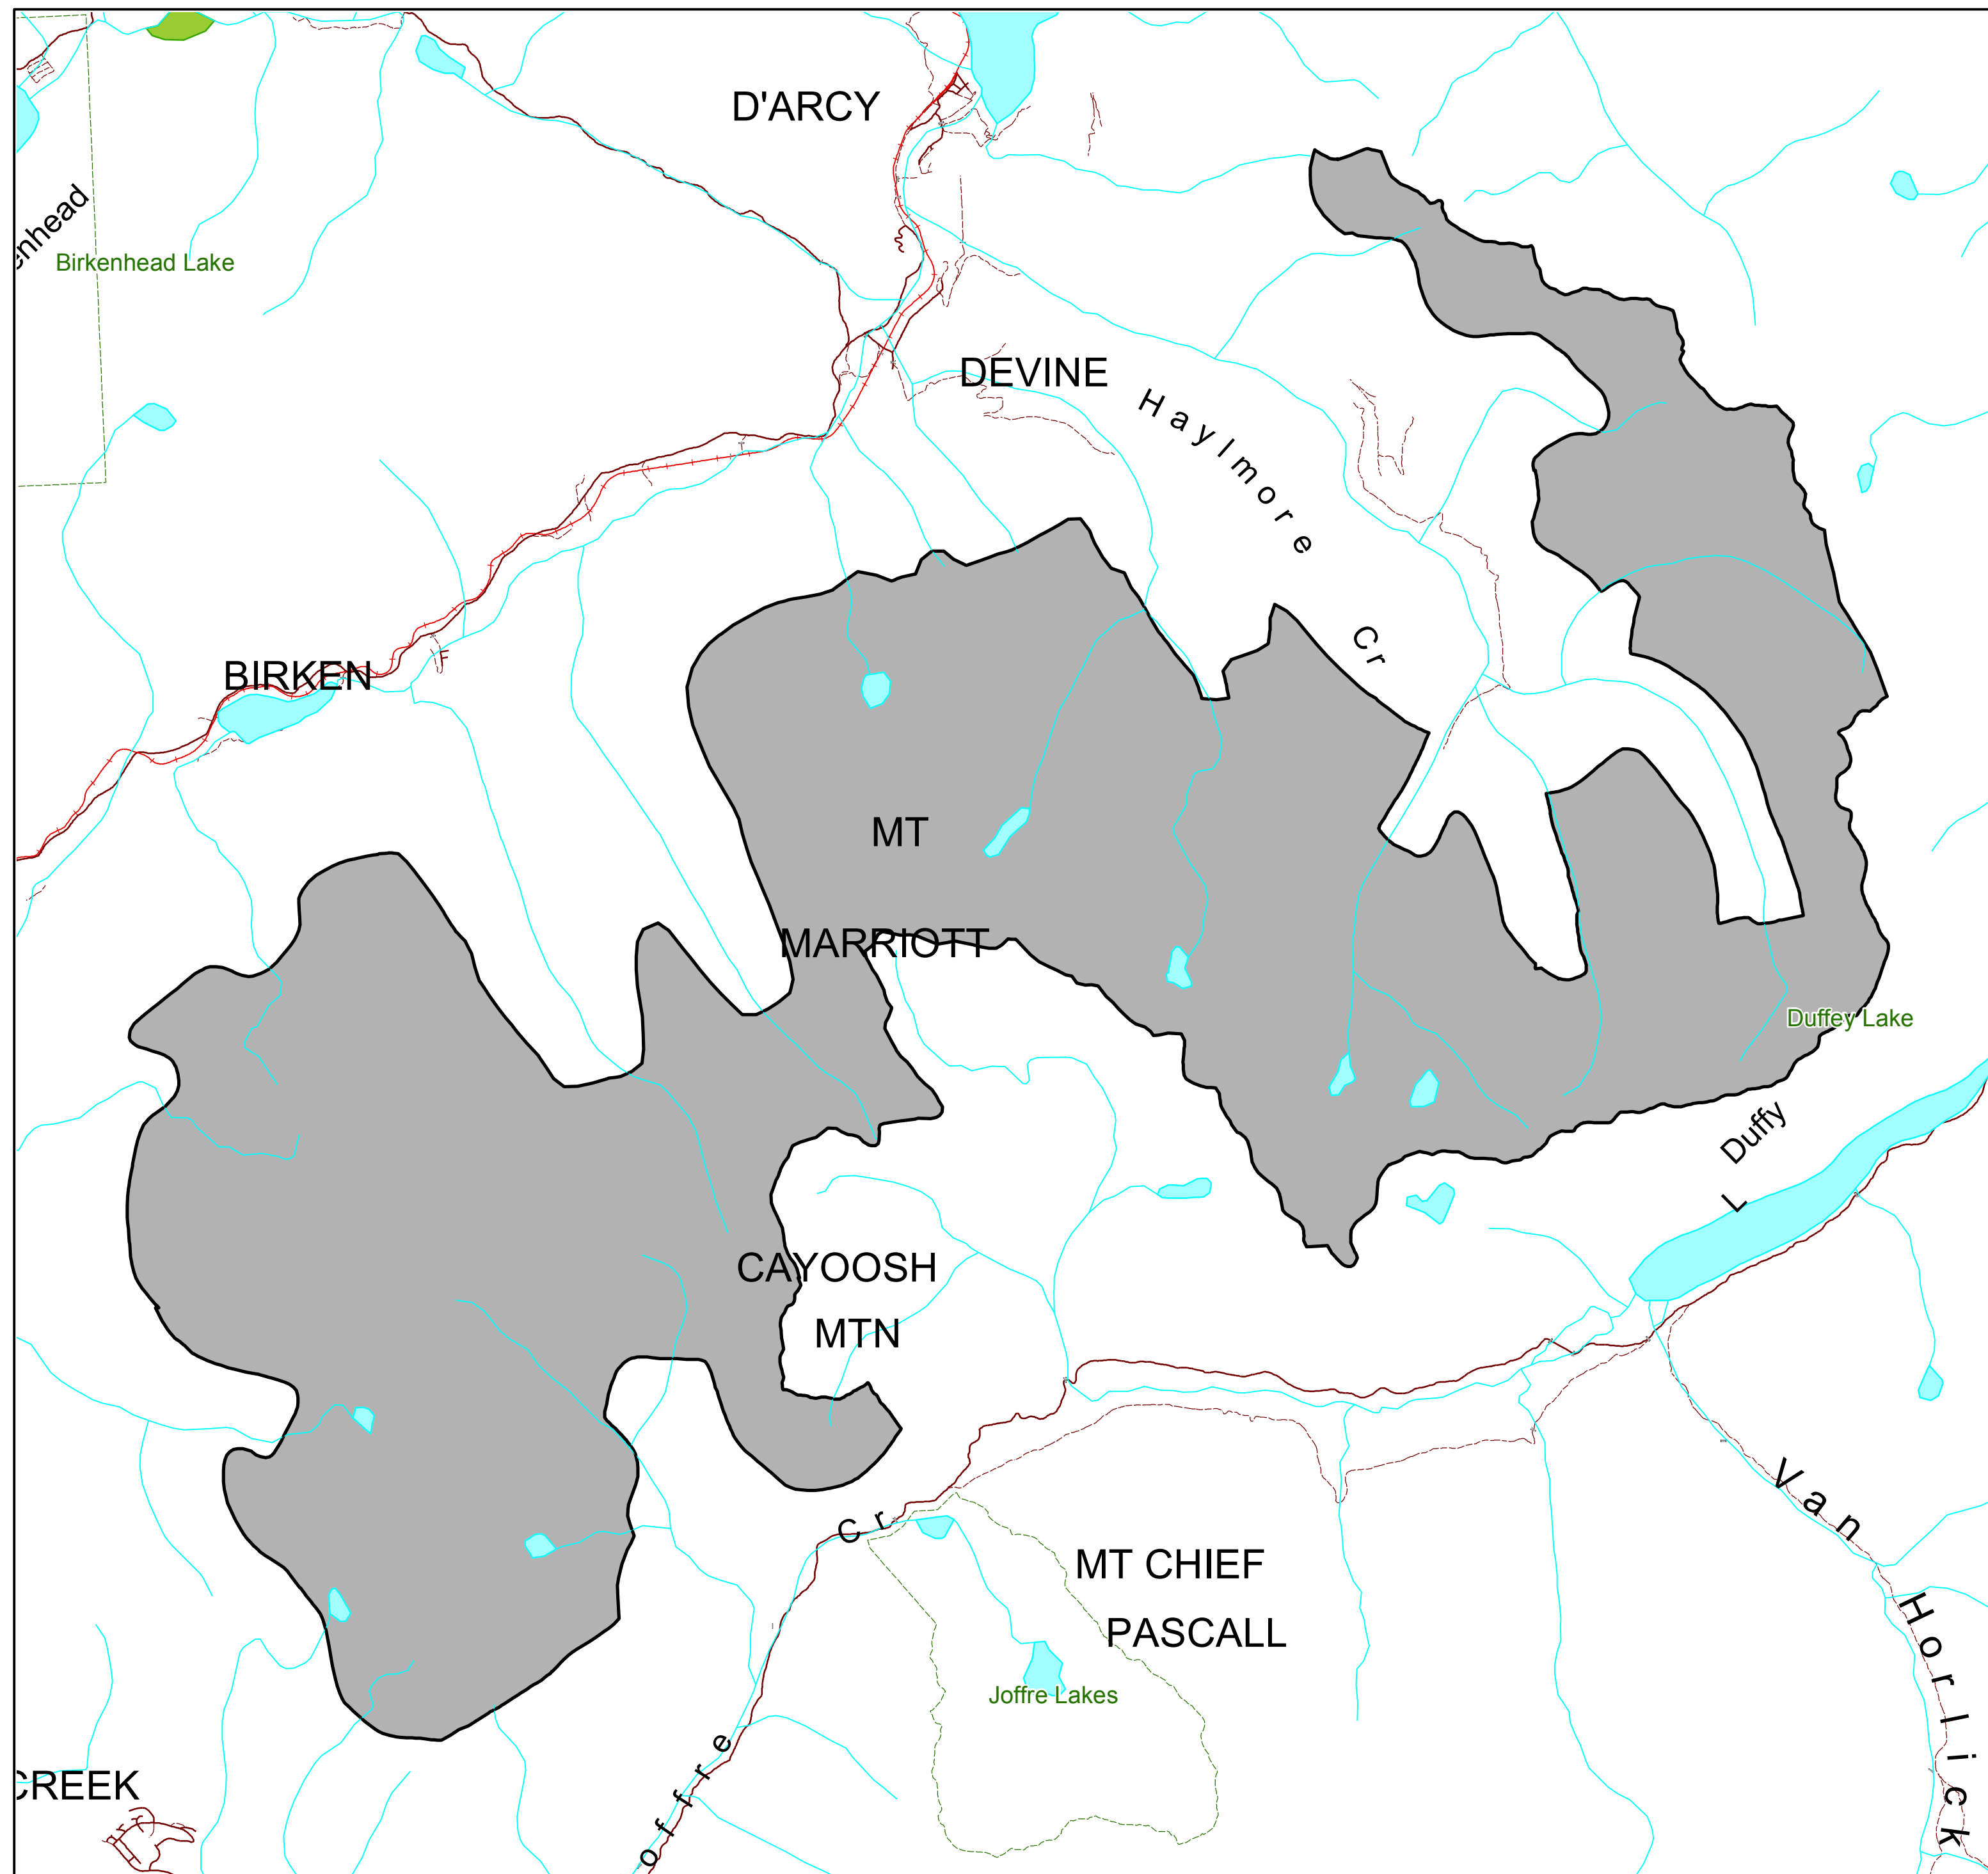 D'ARCY
enhead
Birkenhead Lake
DEVINE
Haylmore
Cr
BIRKEN
MT
MARRIOTT
Duffey Lake
Duffy
L
CAYOOSH
MTN
Van
Cr
MT CHIEF
PASCALL
Horlick
Joffre Lakes
offre
CREEK